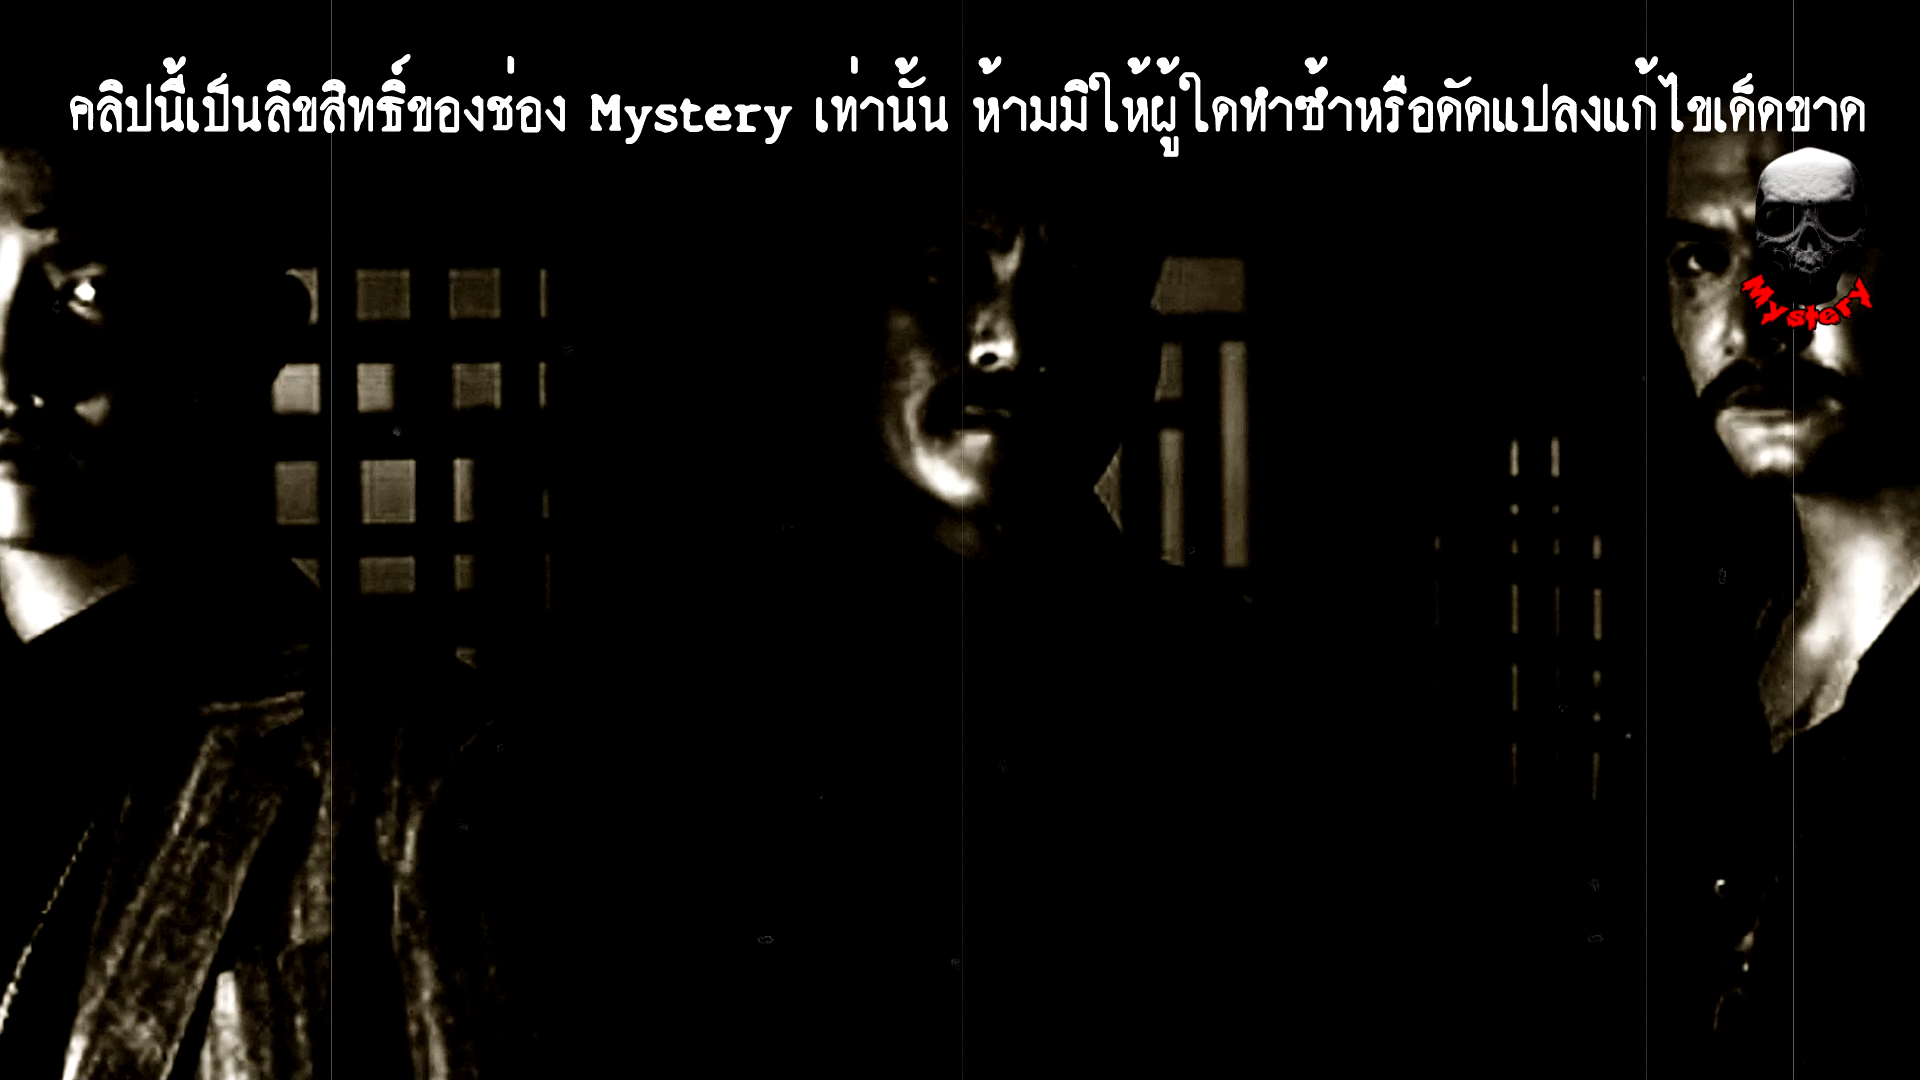 คลิปนี้เป็นลิขสิทธิ์ของช่อง Mystery เท่านั้น ห้ามมิให้ผู้ใดทำซ้ำหรือดัดแปลงแก้ไขเด็ดขาด
Mystery